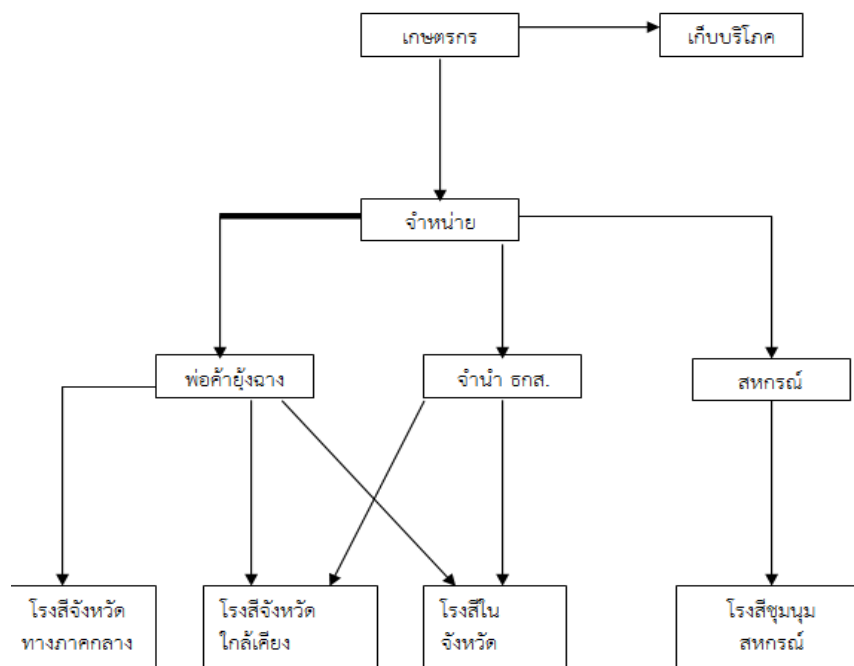 เกษตรกร
เก็บบริโภค
จำหน่าย
พ่อค้ายุ้งฉาง
จำนำ ธกส.
สหกรณ์
โรงสีจังหวัด
ทางภาคกลาง
โรงสีจังหวัด
ใกล้เคียง
โรงสีใน
จังหวัด
โรงสีชุมนุม
สหกรณ์